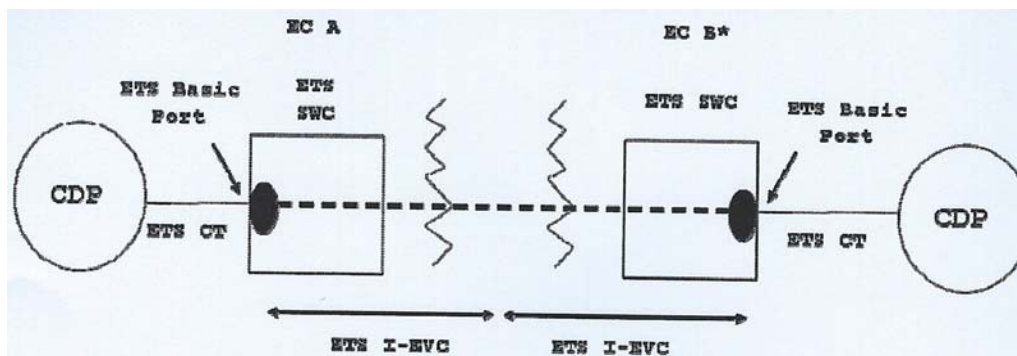 EC A
EC B*
ETS Basic
Port
ETS
SWC
ETS SWC
ETS Basic
Port
CDP
CDP
ETS CT
ETS CT
ETS I-EVC
ETS I-EVC